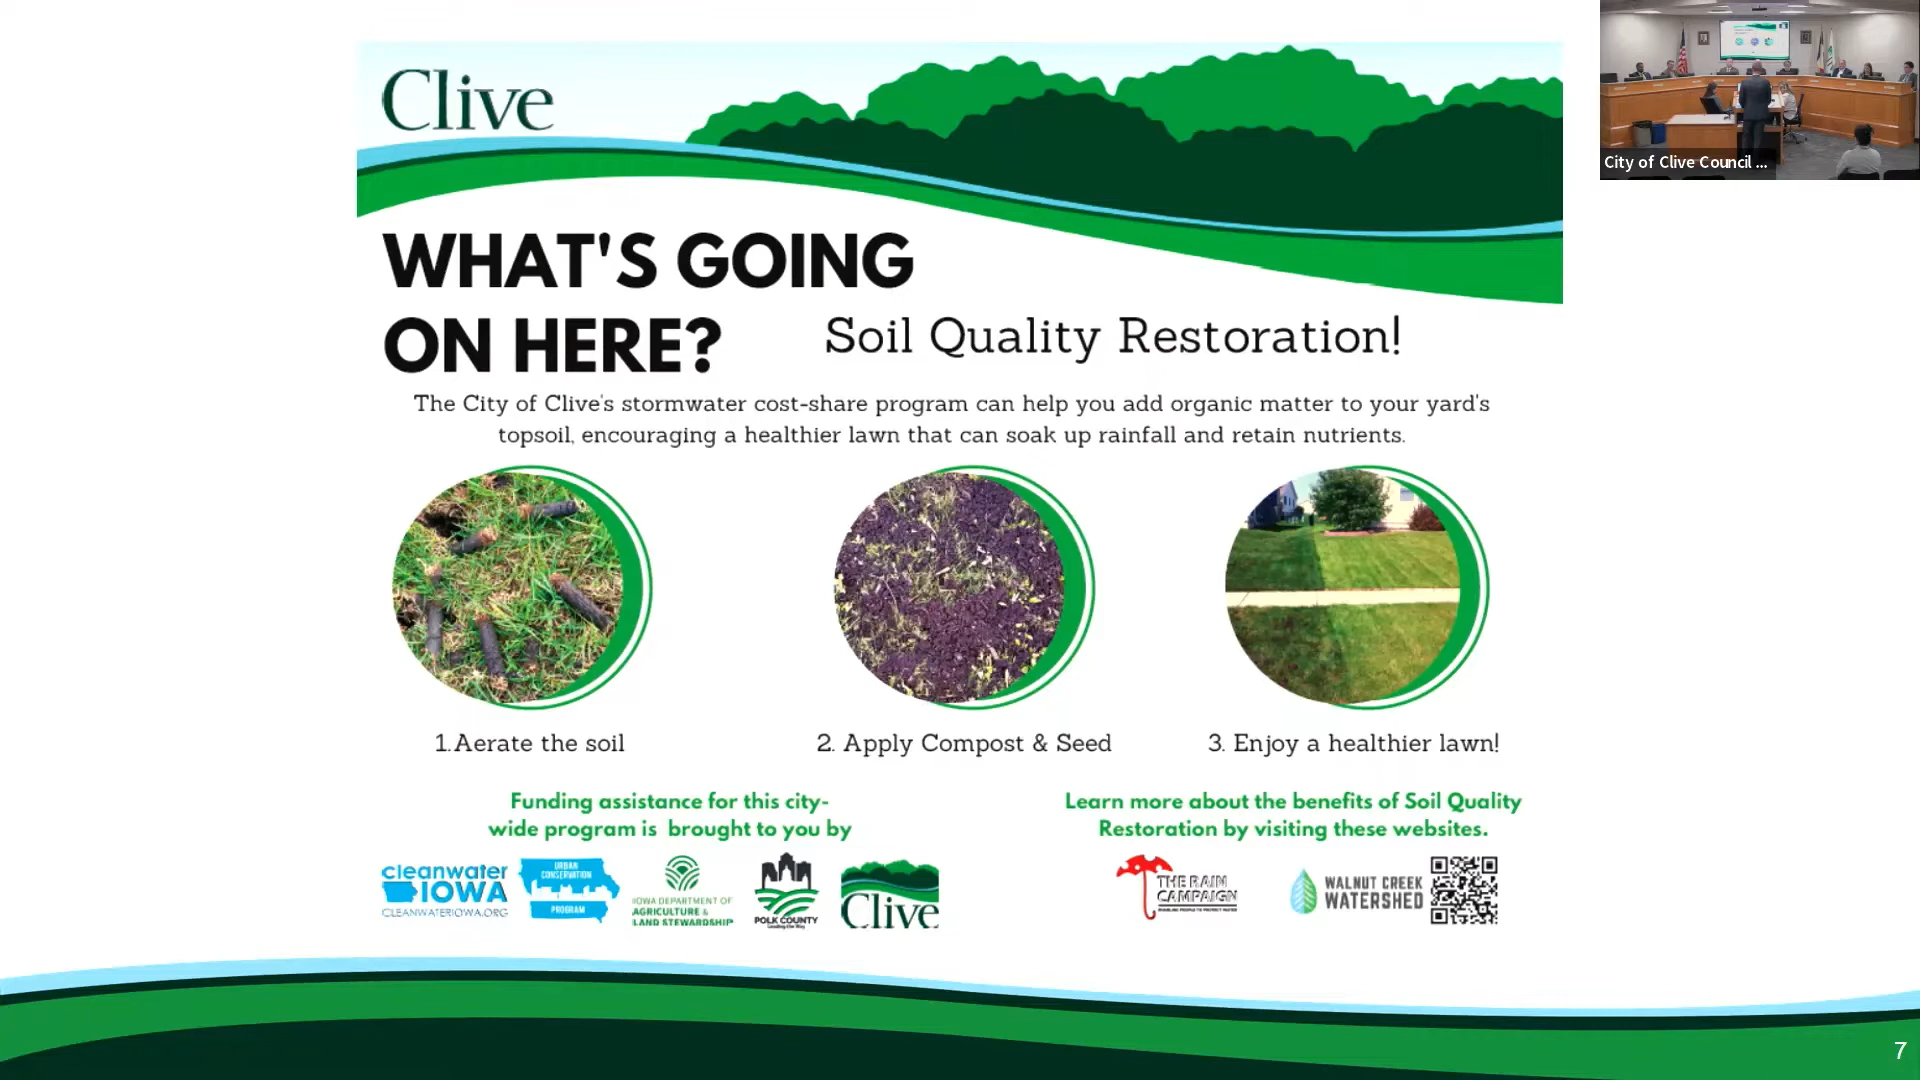 Clive
City of Clive Council ...
WHAT'S GOING
ON HERE?
Soil Quality Restoration!
The City of Clive's stormwater cost-share program can help you add organic matter to your yard's
topsoil, encouraging a healthier lawn that can soak up rainfall and retain nutrients.
1.Aerate the soil
2. Apply Compost & Seed
3. Enjoy a healthier lawn!
Funding assistance for this city-
wide program is brought to you by
Learn more about the benefits of Soil Quality
Restoration by visiting these websites.
cleanwater
IOWA
CLEANWATERIOWA.ORG
URBAN
CONSERVATION
PROGRAM
IOWA DEPARTMENT OF
AGRICULTURE &
LAND STEWARDSHIP
POLK COUNTY
Leading the Way
Clive
THE RAIN
CAMPAIGN
WALNUT CREEK
WATERSHED
7